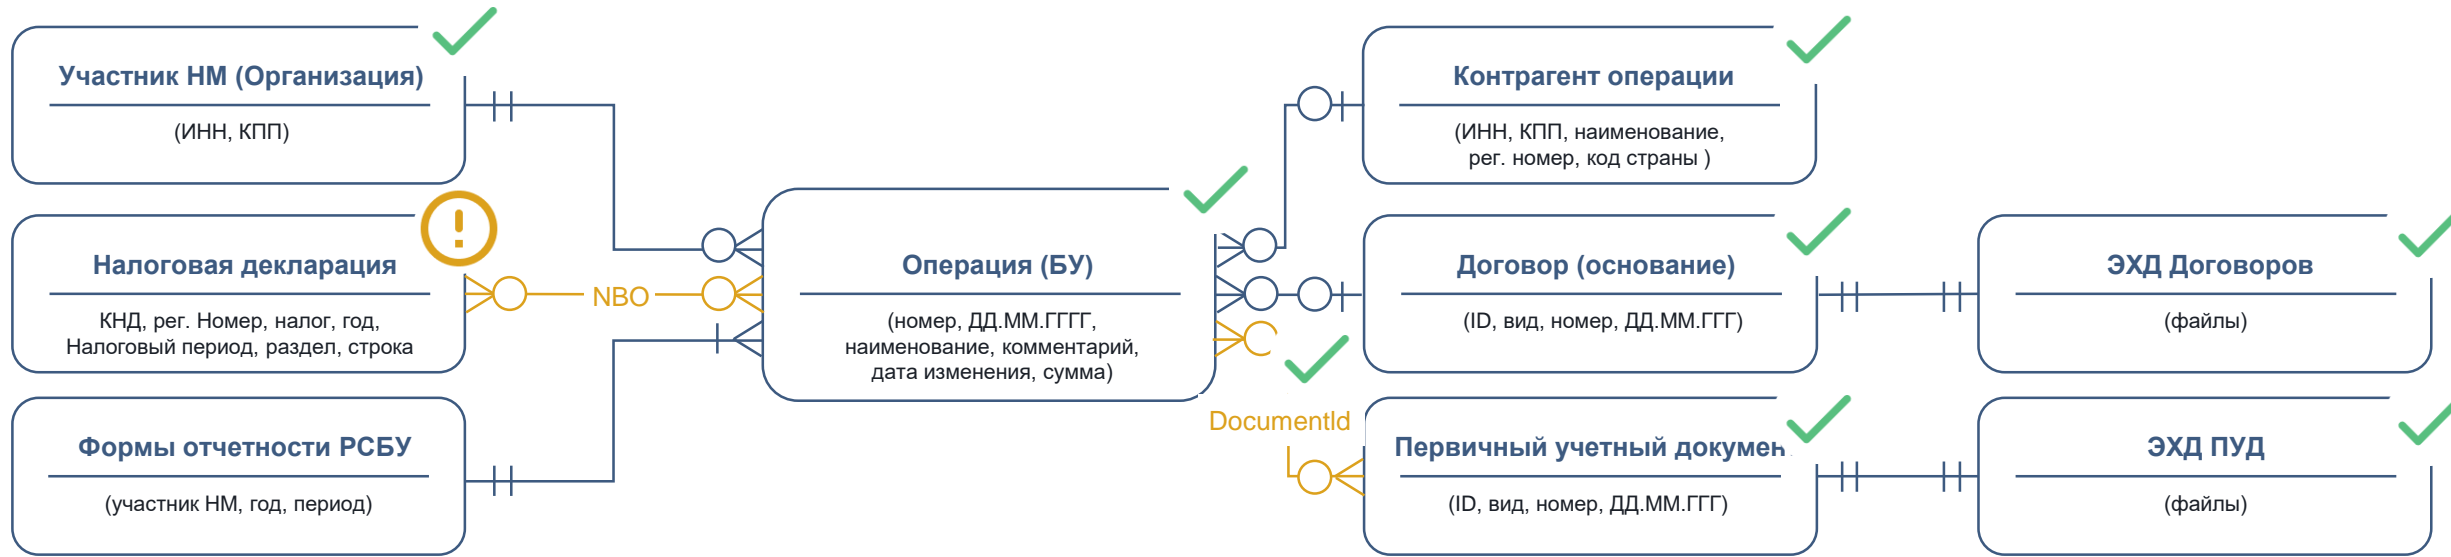 Участник НМ (Организация)
(ИНН, КПП)
Налоговая декларация
КНД, рег. Номер, налог, год,
Налоговый период, раздел, строка
Формы отчетности РСБУ
(участник НМ, год, период)
NBO
Операция (БУ)
(номер, ДД.ММ.ГГГГ,
наименование, комментарий,
дата изменения, сумма)
DocumentId
Контрагент операции
(ИНН, КПП, наименование,
рег. номер, код страны )
Договор (основание)
(ID, вид, номер, ДД.ММ.ГГГ)
Первичный учетный докумен
(ID, вид, номер, ДД.ММ.ГГГ)
ЭХД Договоров
(файлы)
ЭХД ПУД
(файлы)